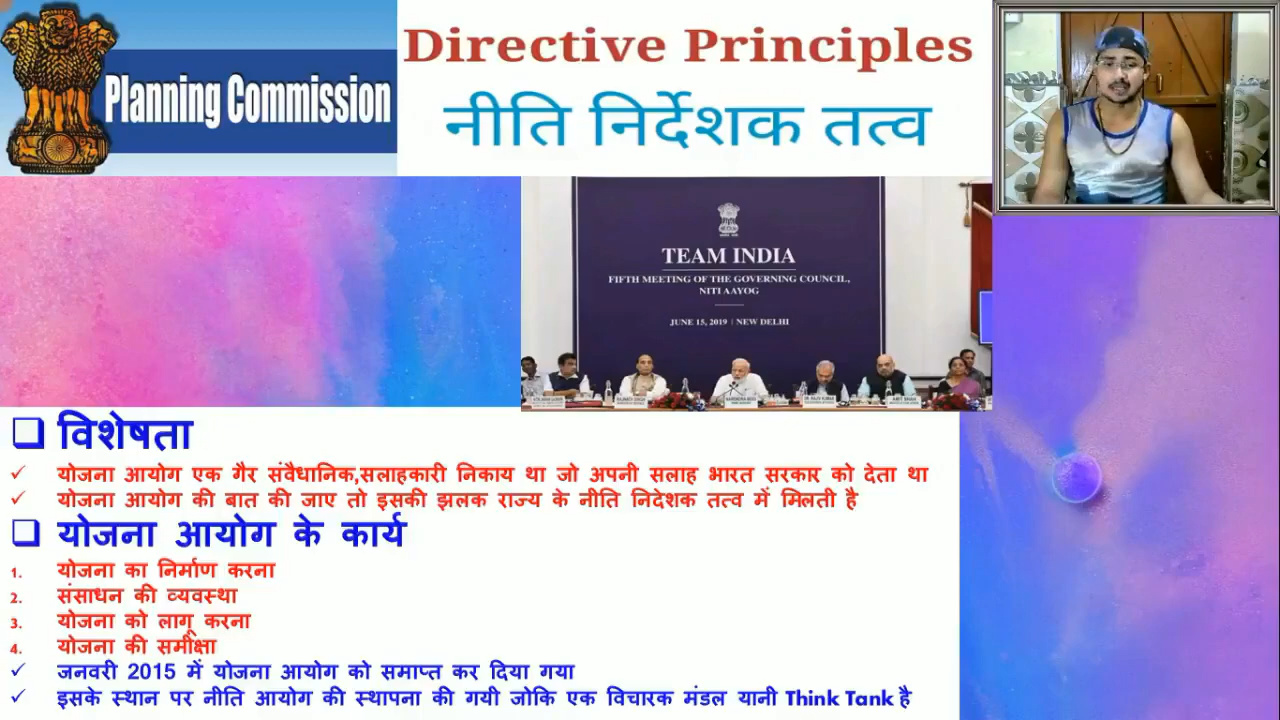 Planning Commission
Directive Principles
नीति निर्देशक तत्व
TEAM INDIA
FIFTH MEETING OF THE GOVERNING COUNCIL,
NITI AAYOG
JUNE 15, 2019 | NEW DELHI
❑ विशेषता
✓ योजना आयोग एक गैर संवैधानिक,सलाहकारी निकाय था जो अपनी सलाह भारत सरकार को देता था
✓ योजना आयोग की बात की जाए तो इसकी झलक राज्य के नीति निदेशक तत्व में मिलती है
❑ योजना आयोग के कार्य
1. योजना का निर्माण करना
2. संसाधन की व्यवस्था
3. योजना को लागू करना
4. योजना की समीक्षा
✓ जनवरी 2015 में योजना आयोग को समाप्त कर दिया गया
✓ इसके स्थान पर नीति आयोग की स्थापना की गयी जोकि एक विचारक मंडल यानी Think Tank है